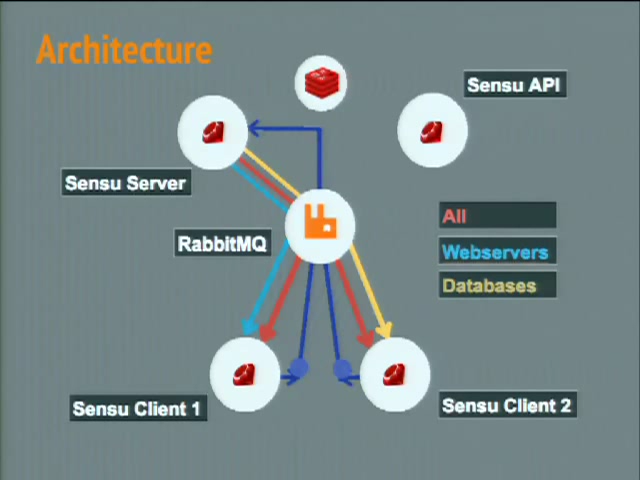 Architecture
Sensu API
Sensu Server
All
RabbitMQ
Webservers
Databases
Sensu Client 1
Sensu Client 2